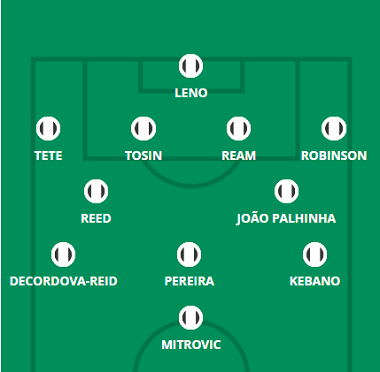 LENO
TETE
TOSIN
REAM
ROBINSON
REED
JOÃO PALHINHA
DECORDOVA-REID
PEREIRA
KEBANO
MITROVIC